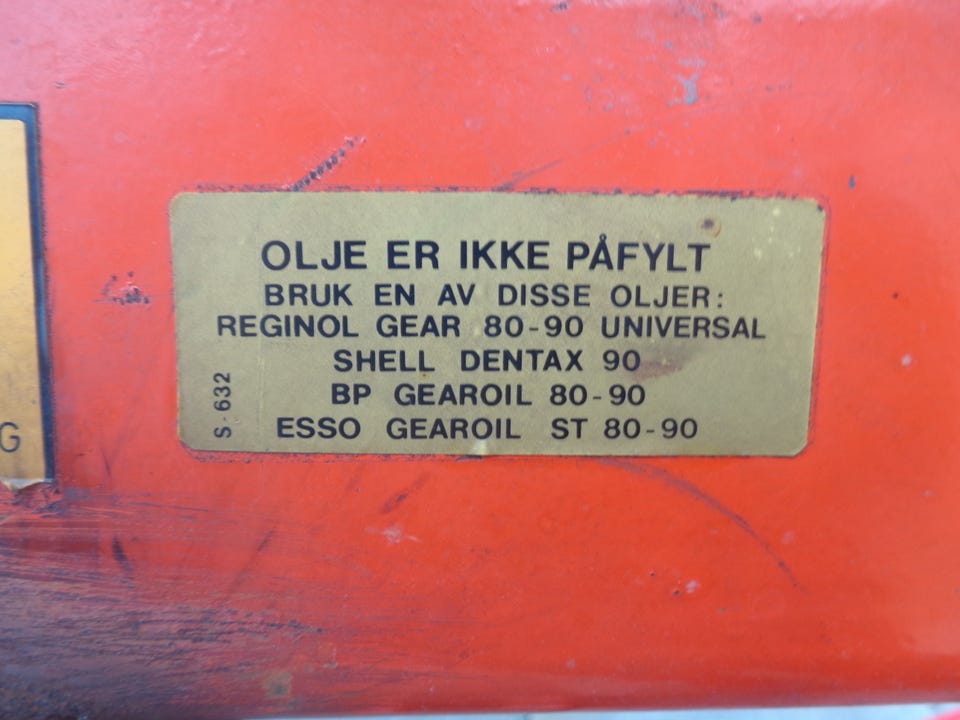 OLJE ER IKKE PÅFYLT
BRUK EN AV DISSE OLJER:
REGINOL GEAR 80-90 UNIVERSAL
SHELL DENTAX 90
BP GEAROIL 80-90
ESSO GEAROIL ST 80-90
S-632
G